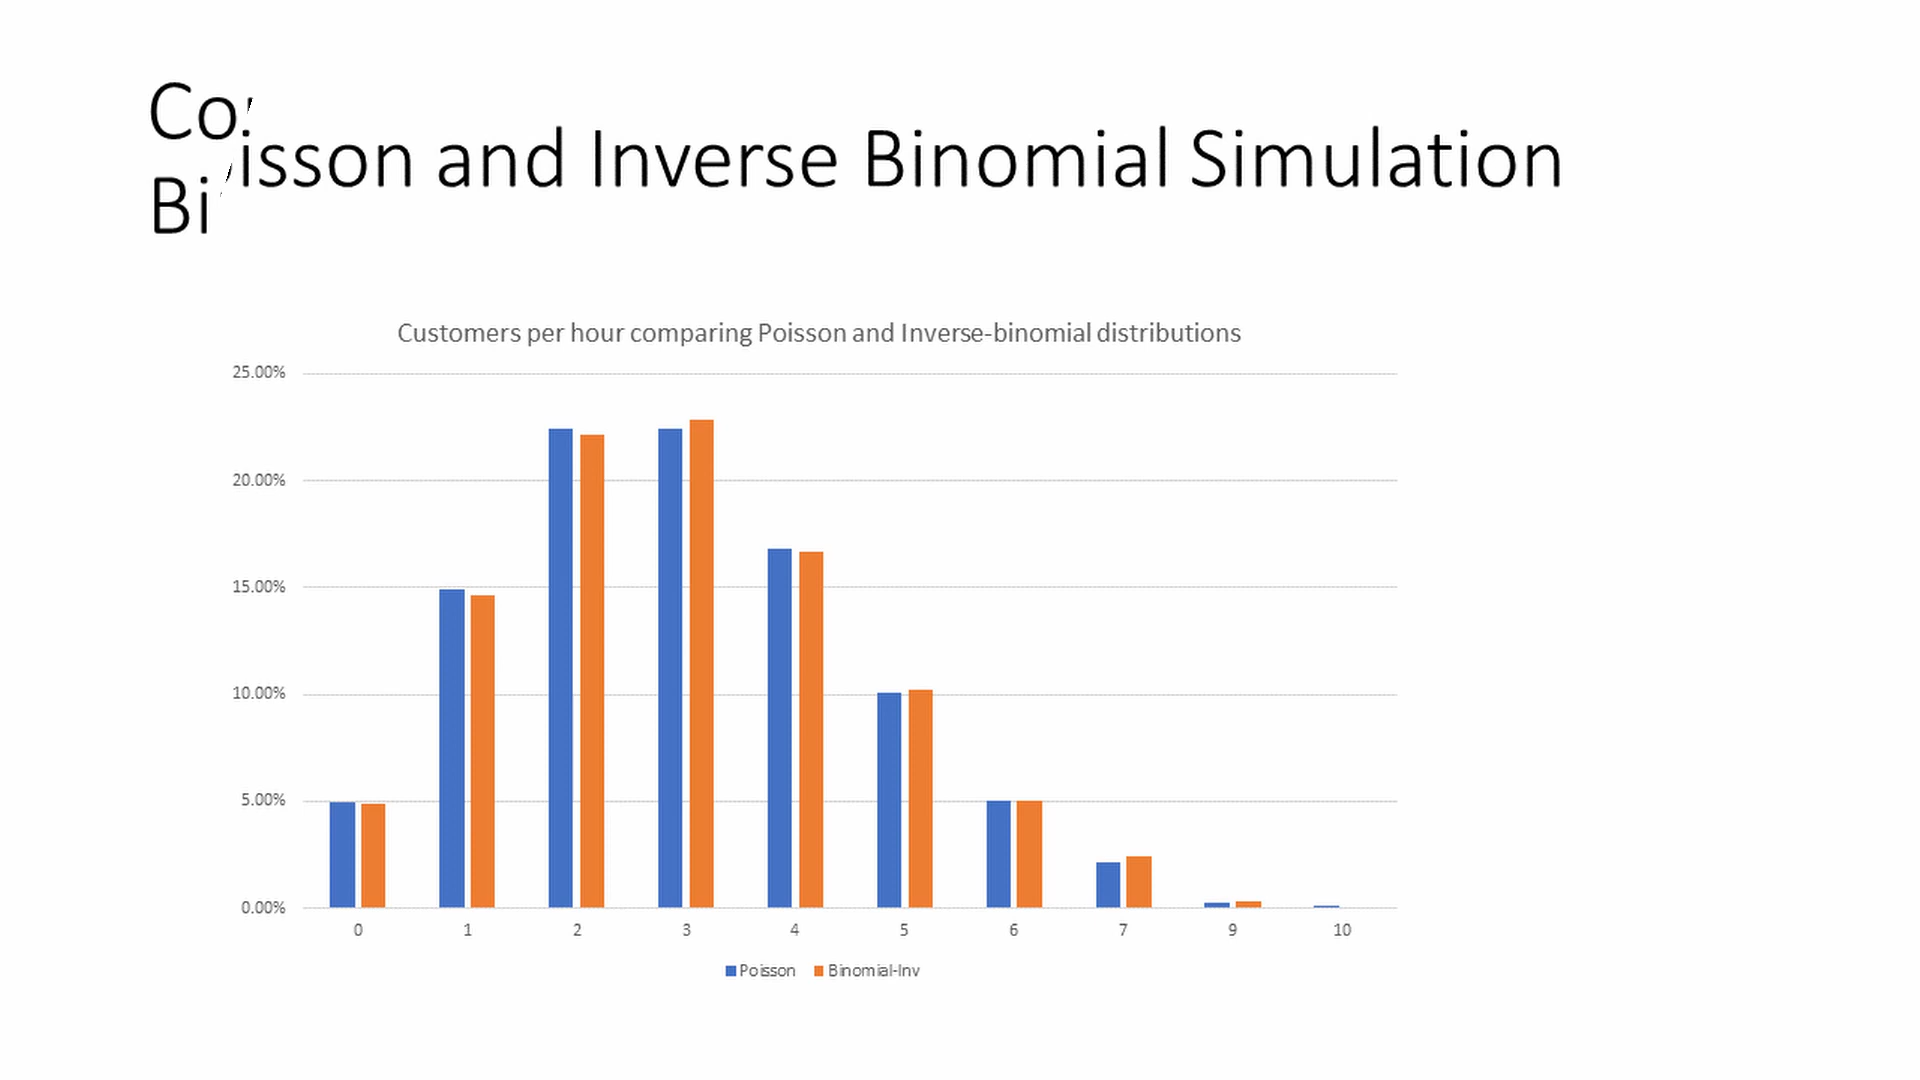 Co
isson and Inverse Binomial Simulation
Bi
Customers per hour comparing Poisson and Inverse-binomial distributions
25.00%
20.00%
15.00%
10.00%
5.00%
0.00%
0 1 2 3 4 5 6 7 9 10
Poisson Binomial-Inv